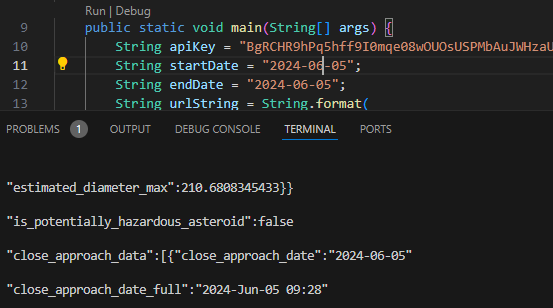 Run | Debug
9 public static void main(String[] args) {
10 String apiKey = "BgRCHR9hPq5hff9I0mqe08wOUOsUSPMbAuJWHzaU
11 String startDate = "2024-06-05";
12 String endDate = "2024-06-05";
13 String urlString = String.format(
PROBLEMS 1 OUTPUT DEBUG CONSOLE TERMINAL PORTS
"estimated_diameter_max":210.6808345433}}
"is_potentially_hazardous_asteroid":false
"close_approach_data":[{"close_approach_date":"2024-06-05"
"close_approach_date_full":"2024-Jun-05 09:28"